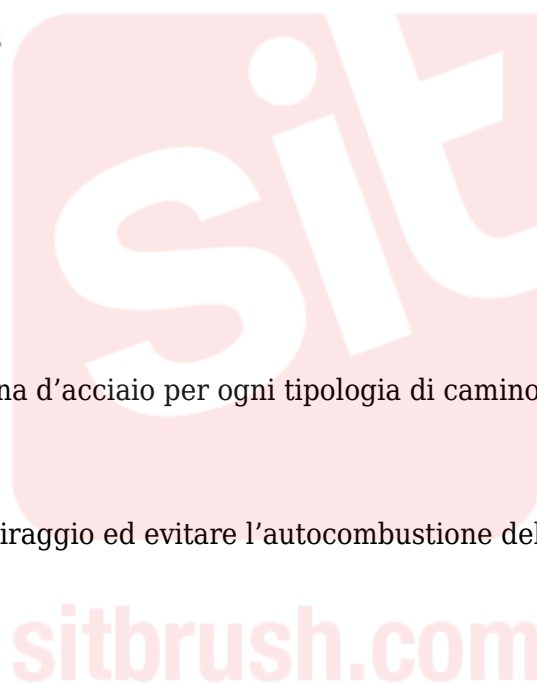 sit
na d’acciaio per ogni tipologia di camino
iraggio ed evitare l’autocombustione del
sitbrush.com